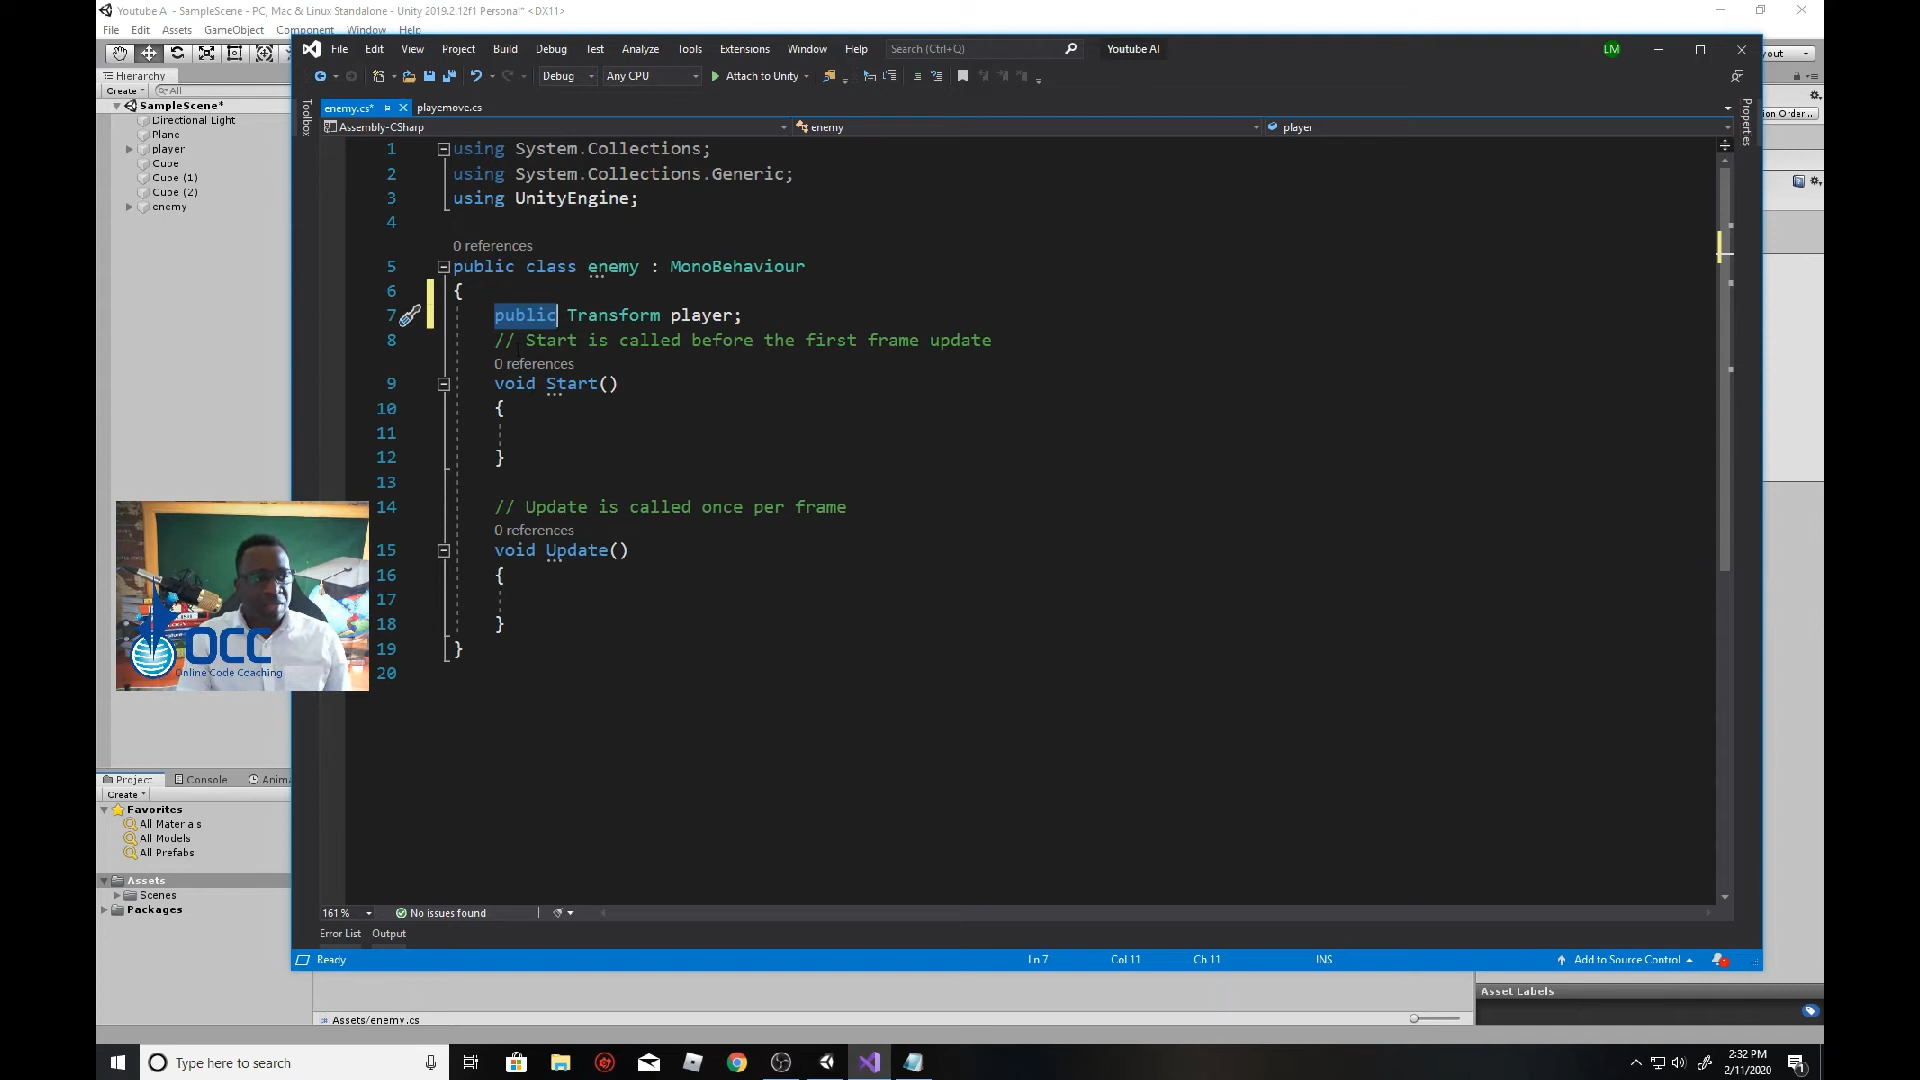 Youtube A. - SampleScene - PC, Mac & Linux Standalone - Unity 2019.2.12f1 Personal* <DX11>
File Edit Assets GameObject Component Window Help
File Edit View Project Build Debug Test Analyze Tools Extensions Window Help Search (Ctrl+Q) Youtube AI LM
Debug Any CPU Attach to Unity
Hierarchy
Create All
SampleScene*
Directional Light
Plane
player
Cube
Cube (1)
Cube (2)
enemy
Toolbox
enemy.cs* playemove.cs
Assembly-CSharp enemy player
Properties
ion Order...
1 using System.Collections;
2 using System.Collections.Generic;
3 using UnityEngine;
4
0 references
5 public class enemy : MonoBehaviour
6 {
7 public Transform player;
8 // Start is called before the first frame update
0 references
9 void Start()
10 {
11
12 }
13
14 // Update is called once per frame
0 references
15 void Update()
16 {
17
18 }
19 }
20
OCC
Online Code Coaching
Project Console Anima
Create
Favorites
All Materials
All Models
All Prefabs
Assets
Scenes
Packages
161 % No issues found
Error List Output
Ready Ln 7 Col 11 Ch 11 INS Add to Source Control
Asset Labels
Assets/enemy.cs
Type here to search
2:32 PM
2/11/2020
1